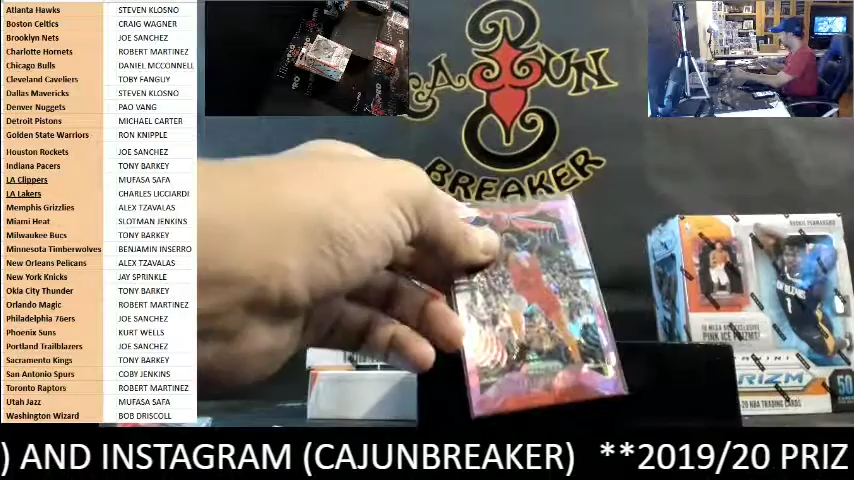 Atlanta Hawks STEVEN KLOSNO
Boston Celtics CRAIG WAGNER
Brooklyn Nets JOE SANCHEZ
Charlotte Hornets ROBERT MARTINEZ
Chicago Bulls DANIEL MCCONNELL
Cleveland Cavaliers TOBY FANGUY
Dallas Mavericks STEVEN KLOSNO
Denver Nuggets PAO VANG
Detroit Pistons MICHAEL CARTER
Golden State Warriors RON KNIPPLE
Houston Rockets JOE SANCHEZ
Indiana Pacers TONY BARKEY
LA Clippers MUFASA SAFA
LA Lakers CHARLES LICCIARDI
Memphis Grizzlies ALEX TZAVALAS
Miami Heat SLOTMAN JENKINS
Milwaukee Bucs TONY BARKEY
Minnesota Timberwolves BENJAMIN INSERRO
New Orleans Pelicans ALEX TZAVALAS
New York Knicks JAY SPRINKLE
Okla City Thunder TONY BARKEY
Orlando Magic ROBERT MARTINEZ
Philadelphia 76ers JOE SANCHEZ
Phoenix Suns KURT WELLS
Portland Trailblazers JOE SANCHEZ
Sacramento Kings TONY BARKEY
San Antonio Spurs COBY JENKINS
Toronto Raptors ROBERT MARTINEZ
Utah Jazz MUFASA SAFA
Washington Wizard BOB DRISCOLL
CAJUN
BREAKER
PINK ICE PRIZMS!
PANINI
PRIZM
20 NBA TRADING CARDS
50
) AND INSTAGRAM (CAJUNBREAKER) **2019/20 PRIZ